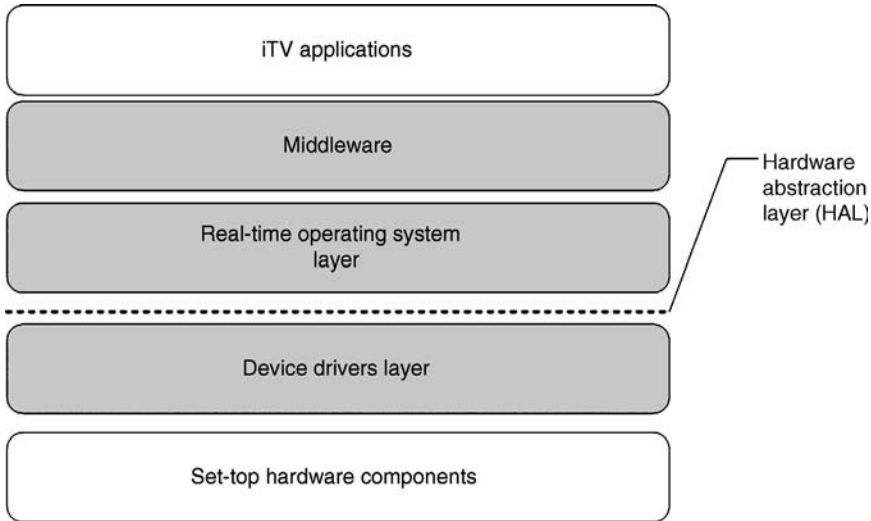 iTV applications
Middleware
Real-time operating system
layer
Hardware
abstraction
layer (HAL)
Device drivers layer
Set-top hardware components